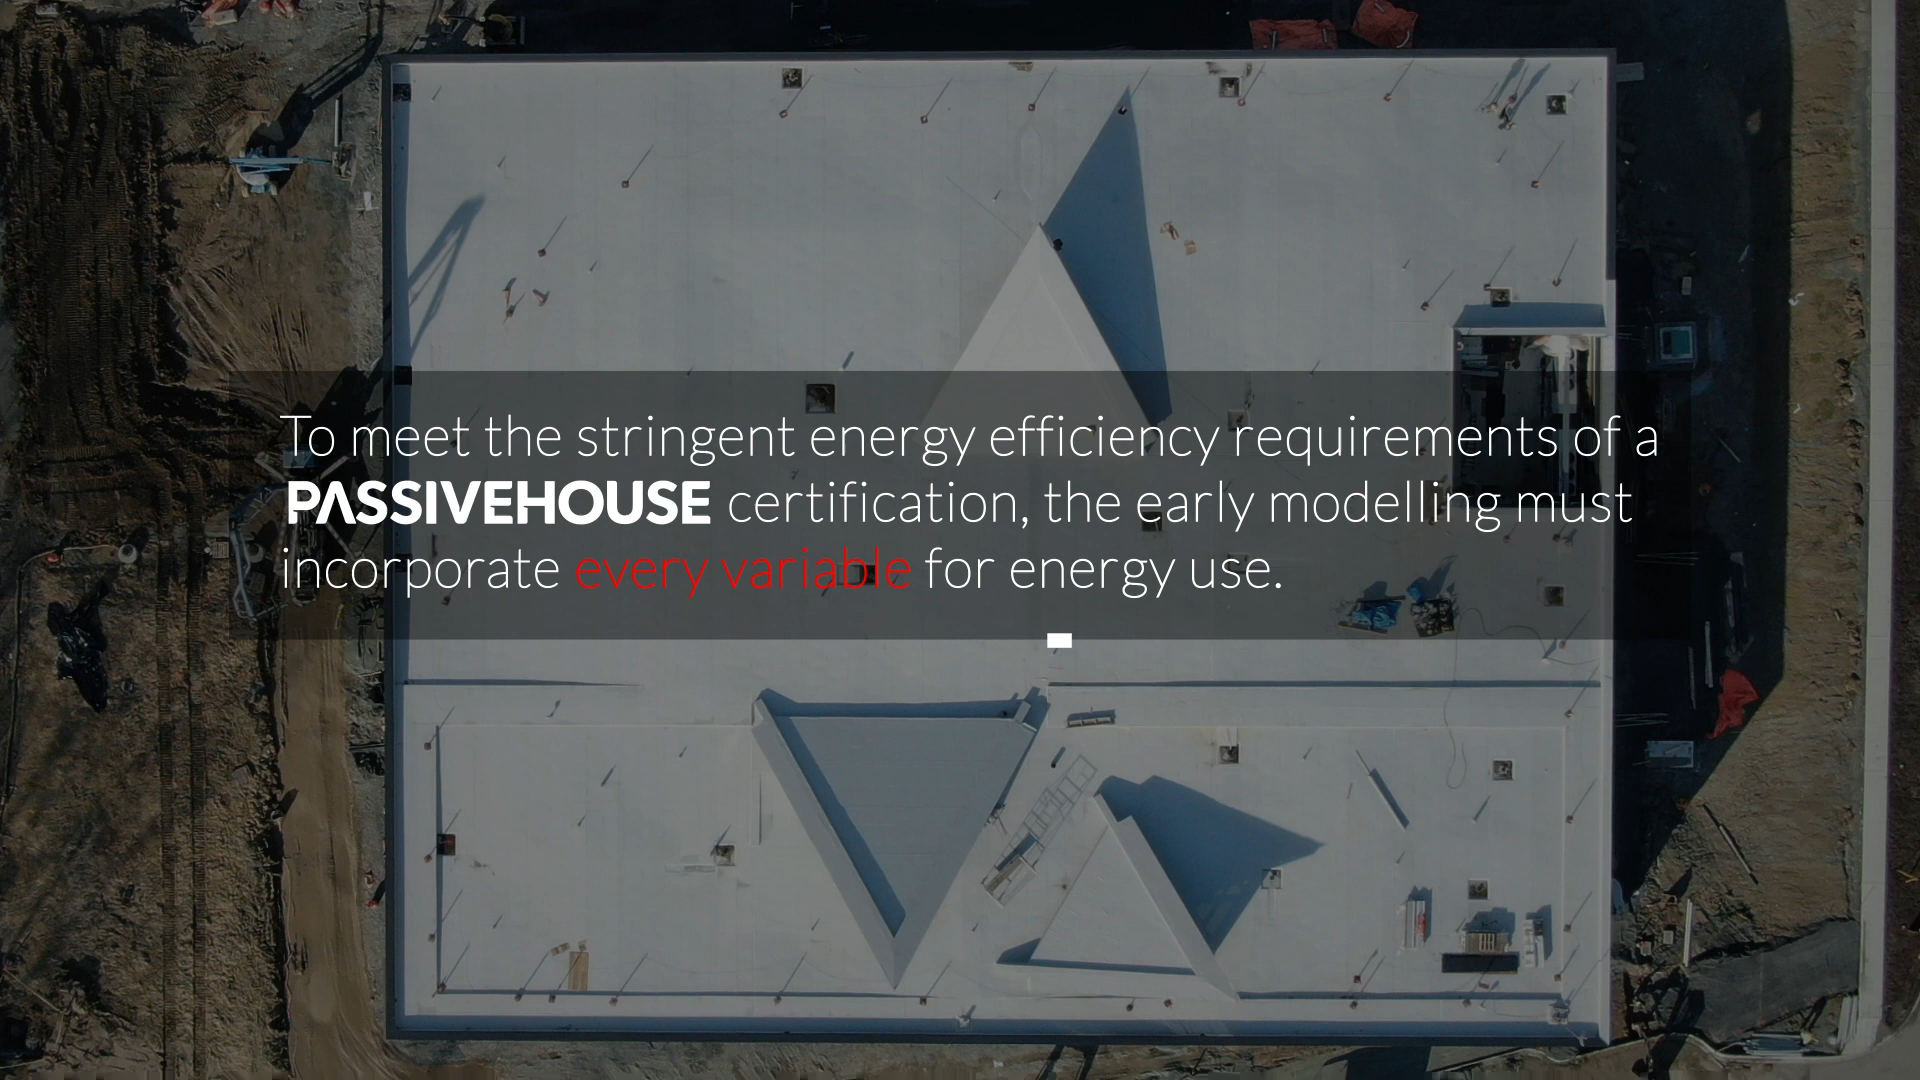 To meet the stringent energy efficiency requirements of a
PASSIVEHOUSE certification, the early modelling must
incorporate every variable for energy use.